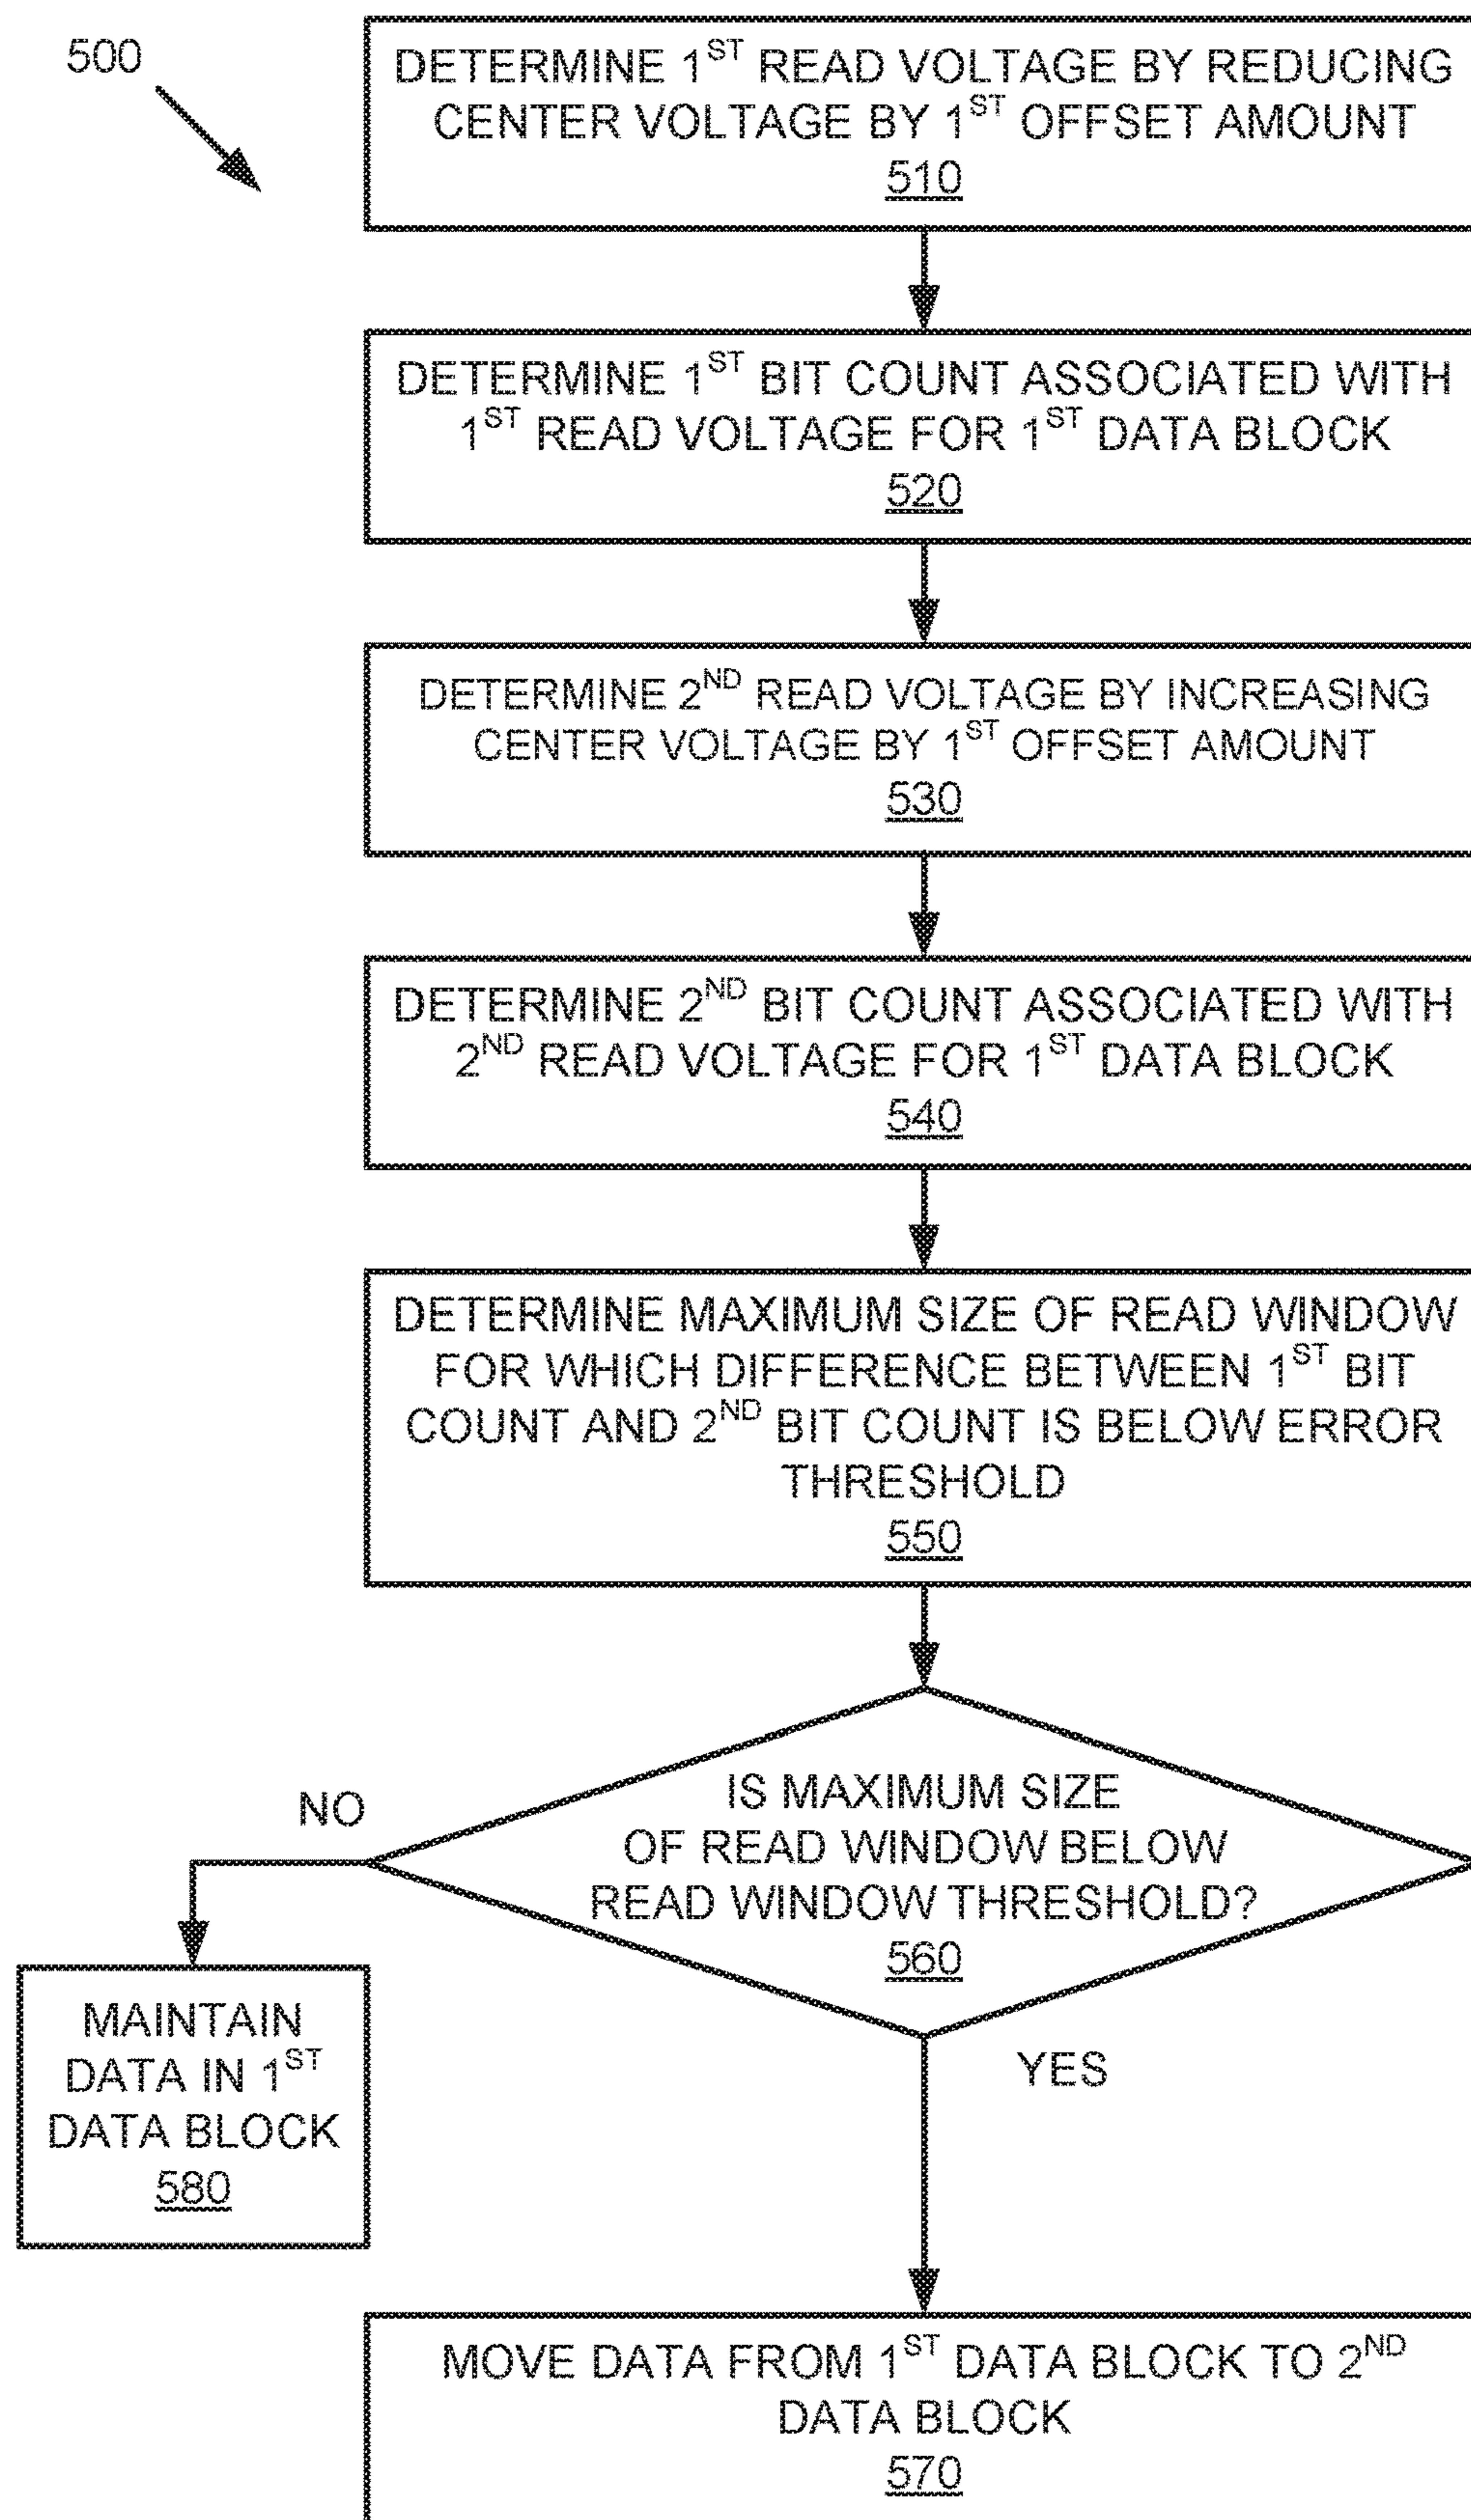 500
DETERMINE 1ST READ VOLTAGE BY REDUCING
CENTER VOLTAGE BY 1ST OFFSET AMOUNT
510
DETERMINE 1ST BIT COUNT ASSOCIATED WITH
1ST READ VOLTAGE FOR 1ST DATA BLOCK
520
DETERMINE 2ND READ VOLTAGE BY INCREASING
CENTER VOLTAGE BY 1ST OFFSET AMOUNT
530
DETERMINE 2ND BIT COUNT ASSOCIATED WITH
2ND READ VOLTAGE FOR 1ST DATA BLOCK
540
DETERMINE MAXIMUM SIZE OF READ WINDOW
FOR WHICH DIFFERENCE BETWEEN 1ST BIT
COUNT AND 2ND BIT COUNT IS BELOW ERROR
THRESHOLD
550
IS MAXIMUM SIZE
OF READ WINDOW BELOW
READ WINDOW THRESHOLD?
560
NO
YES
MAINTAIN
DATA IN 1ST
DATA BLOCK
580
MOVE DATA FROM 1ST DATA BLOCK TO 2ND
DATA BLOCK
570